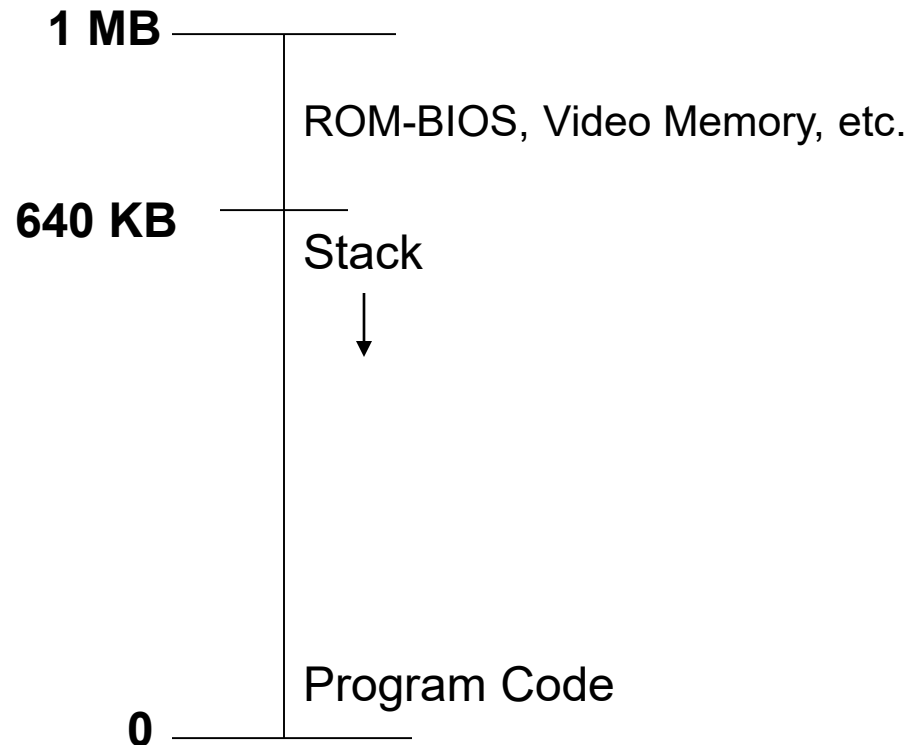 1 MB
ROM-BIOS, Video Memory, etc.
640 KB
Stack
Program Code
0